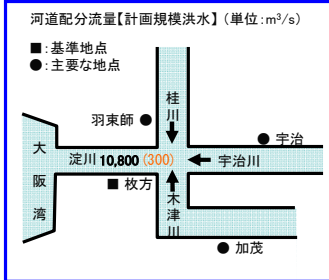 河道配分流量【計画規模洪水】(単位:m³/s)
■:基準地点
●:主要な地点
桂川
羽束師●
●宇治
大阪湾
淀川 10,800 (300)
宇治川
■枚方
木津川
●加茂